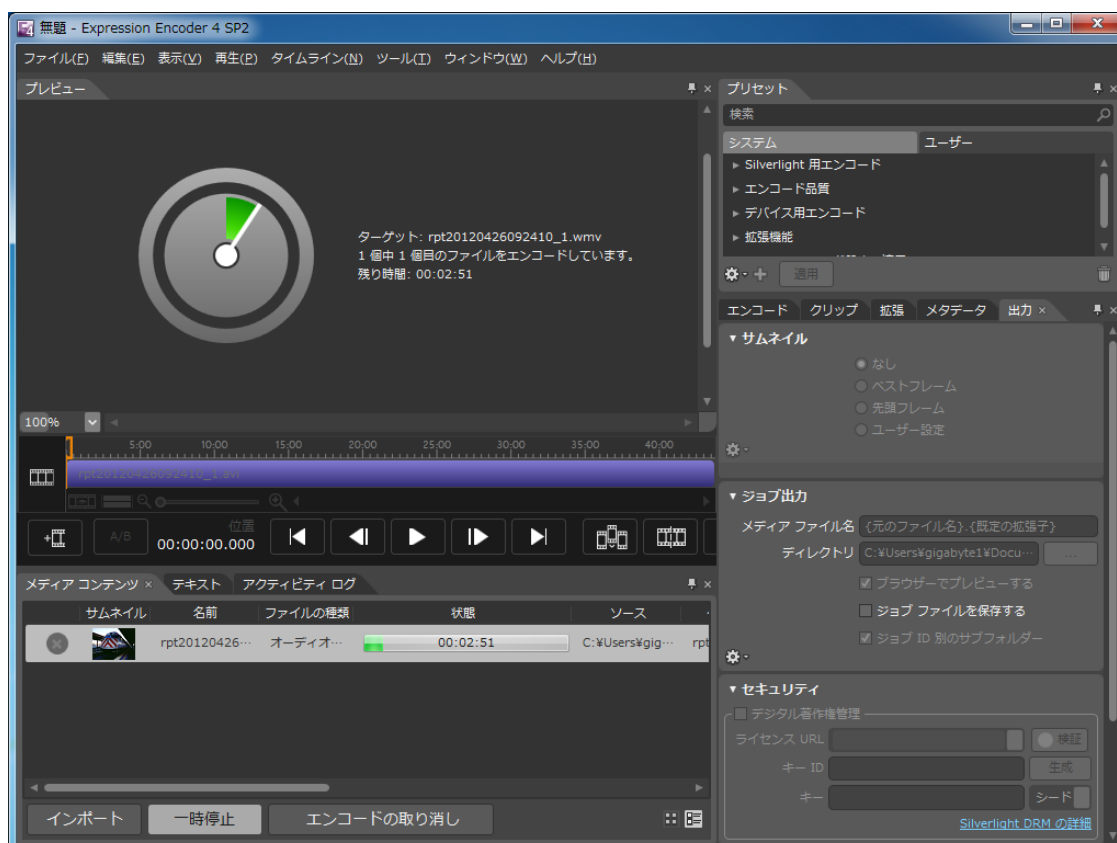 無題 - Expression Encoder 4 SP2
ファイル(F) 編集(E) 表示(V) 再生(P) タイムライン(N) ツール(T) ウィンドウ(W) ヘルプ(H)
プレビュー
ターゲット: rpt20120426092410_1.wmv
1 個中 1 個目のファイルをエンコードしています。
残り時間: 00:02:51
100%
5:00 10:00 15:00 20:00 25:00 30:00 35:00 40:00
rpt20120426092410_1.avi
A/B
位置
00:00:00.000
メディア コンテンツ テキスト アクティビティ ログ
サムネイル 名前 ファイルの種類 状態 ソース
rpt20120426… オーディオ… 00:02:51 C:¥Users¥gig… rpt
インポート 一時停止 エンコードの取り消し
プリセット
検索
システム ユーザー
Silverlight 用エンコード
エンコード品質
デバイス用エンコード
拡張機能
適用
エンコード クリップ 拡張 メタデータ 出力
サムネイル
なし
ベストフレーム
先頭フレーム
ユーザー設定
ジョブ出力
メディア ファイル名 {元のファイル名}.{既定の拡張子}
ディレクトリ C:¥Users¥gigabyte1¥Docu… ...
ブラウザーでプレビューする
ジョブ ファイルを保存する
ジョブ ID 別のサブフォルダー
セキュリティ
デジタル著作権管理
ライセンス URL 検証
キー ID 生成
キー シード
Silverlight DRM の詳細